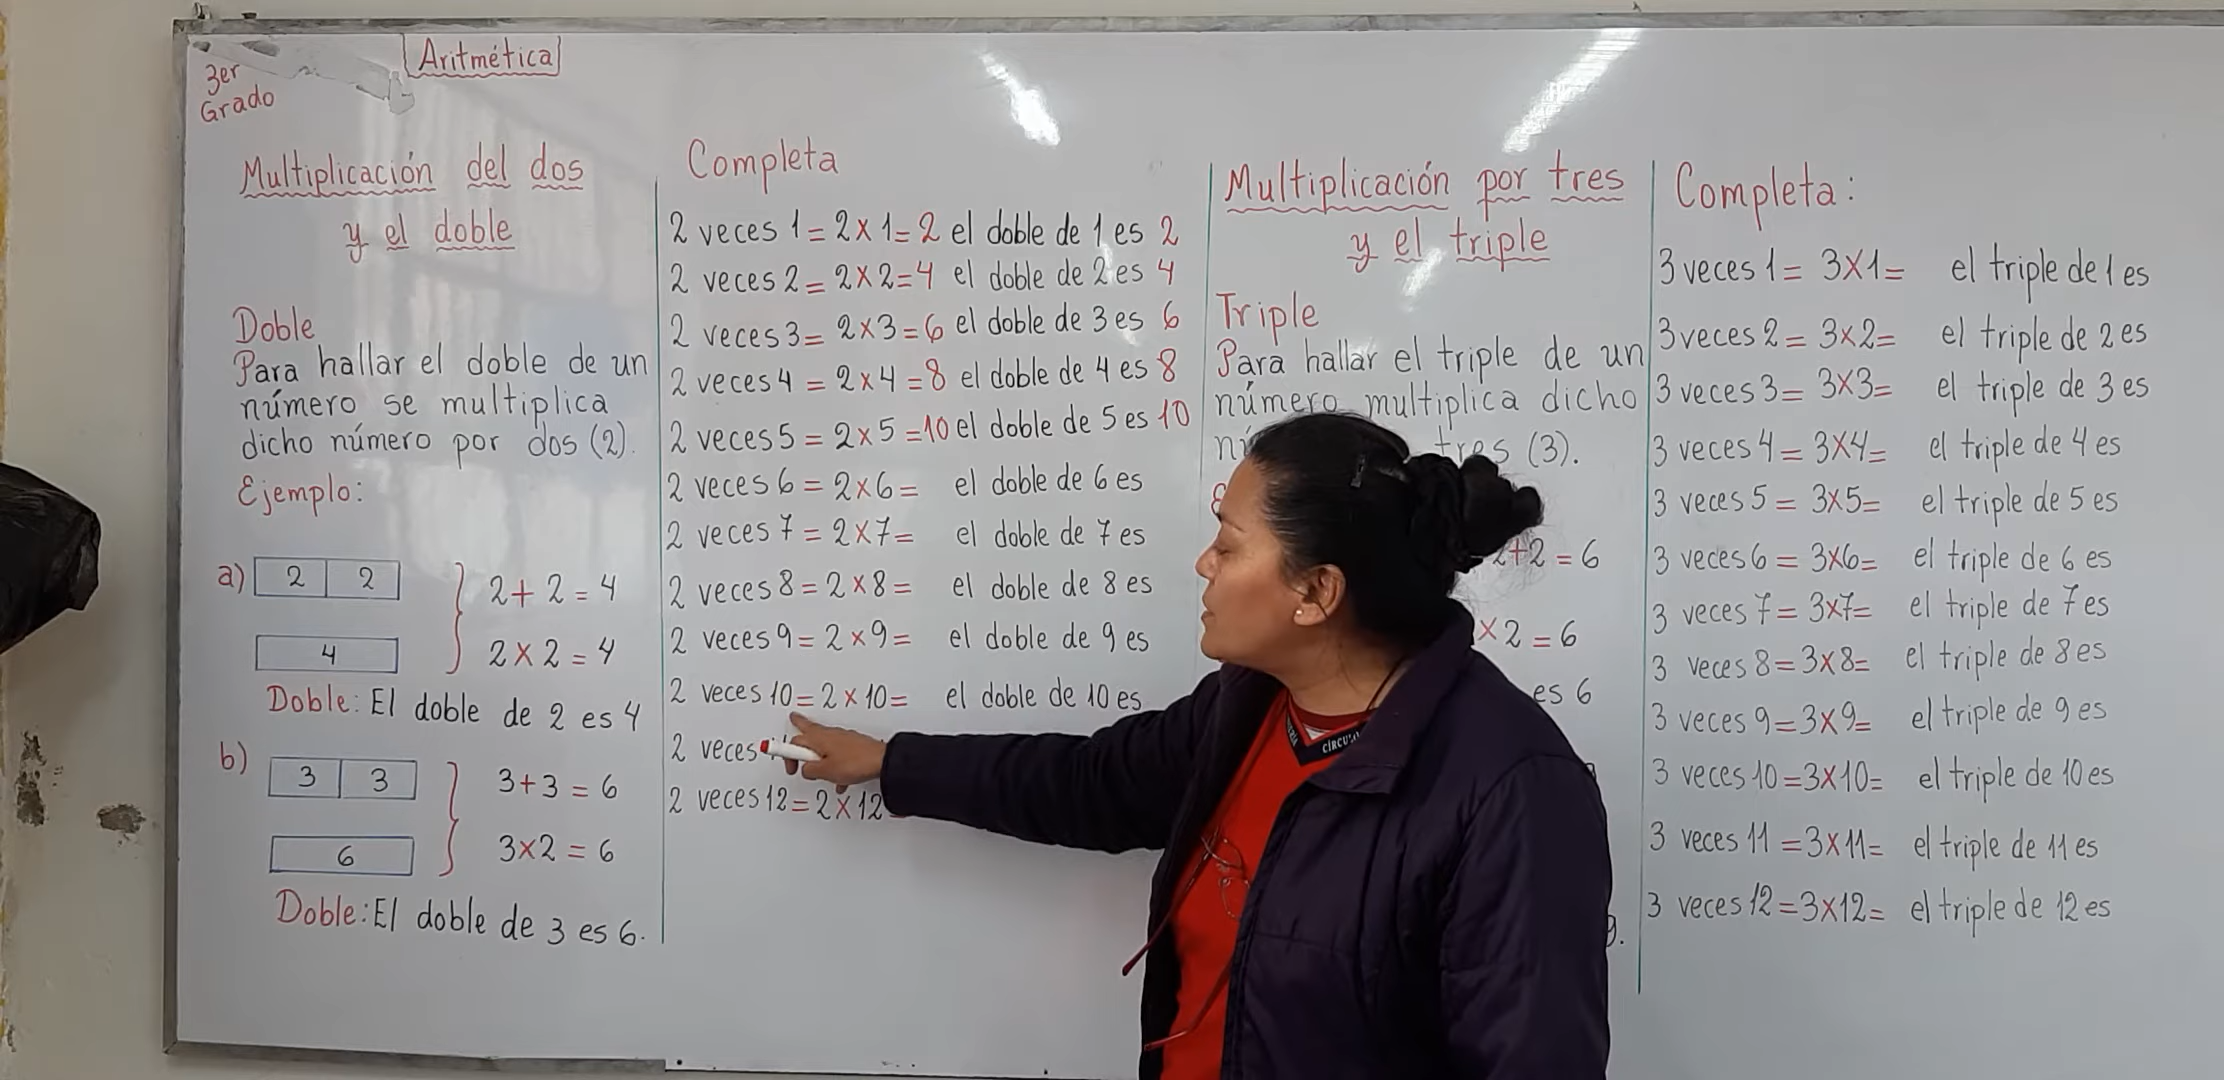 3er
Grado
Aritmética
Multiplicación del dos
y el doble
Doble
Para hallar el doble de un
número se multiplica
dicho número por dos (2).
Ejemplo:
a) 2 2
2 + 2 = 4
4
2 x 2 = 4
Doble: El doble de 2 es 4
b) 3 3
3 + 3 = 6
6
3 x 2 = 6
Doble: El doble de 3 es 6.
Completa
2 veces 1 = 2 x 1 = 2 el doble de 1 es 2
2 veces 2 = 2 x 2 = 4 el doble de 2 es 4
2 veces 3 = 2 x 3 = 6 el doble de 3 es 6
2 veces 4 = 2 x 4 = 8 el doble de 4 es 8
2 veces 5 = 2 x 5 = 10 el doble de 5 es 10
2 veces 6 = 2 x 6 = el doble de 6 es
2 veces 7 = 2 x 7 = el doble de 7 es
2 veces 8 = 2 x 8 = el doble de 8 es
2 veces 9 = 2 x 9 = el doble de 9 es
2 veces 10 = 2 x 10 = el doble de 10 es
2 veces
2 veces 12 = 2 x 12
Multiplicación por tres
y el triple
Triple
Para hallar el triple de un
número multiplica dicho
tres (3).
2 + 2 = 6
x 2 = 6
es 6
Completa:
3 veces 1 = 3 x 1 = el triple de 1 es
3 veces 2 = 3 x 2 = el triple de 2 es
3 veces 3 = 3 x 3 = el triple de 3 es
3 veces 4 = 3 x 4 = el triple de 4 es
3 veces 5 = 3 x 5 = el triple de 5 es
3 veces 6 = 3 x 6 = el triple de 6 es
3 veces 7 = 3 x 7 = el triple de 7 es
3 veces 8 = 3 x 8 = el triple de 8 es
3 veces 9 = 3 x 9 = el triple de 9 es
3 veces 10 = 3 x 10 = el triple de 10 es
3 veces 11 = 3 x 11 = el triple de 11 es
3 veces 12 = 3 x 12 = el triple de 12 es